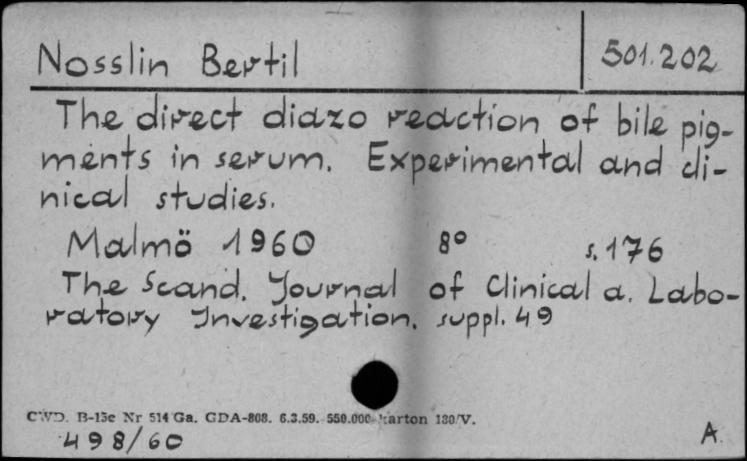 Nosslin Bertil 501.202
The direct diazo reaction of bile pig-
ments in serum. Experimental and cli-
nical studies.
Malmö 1960 8º s. 176
The Scand. Journal of Clinical a. Labo-
ratory Investigation. suppl. 49
CWD. B-15c Nr 514 Ga. GDA-808. 6.3.59. 550.000 karton 180/V.
498/60 A.